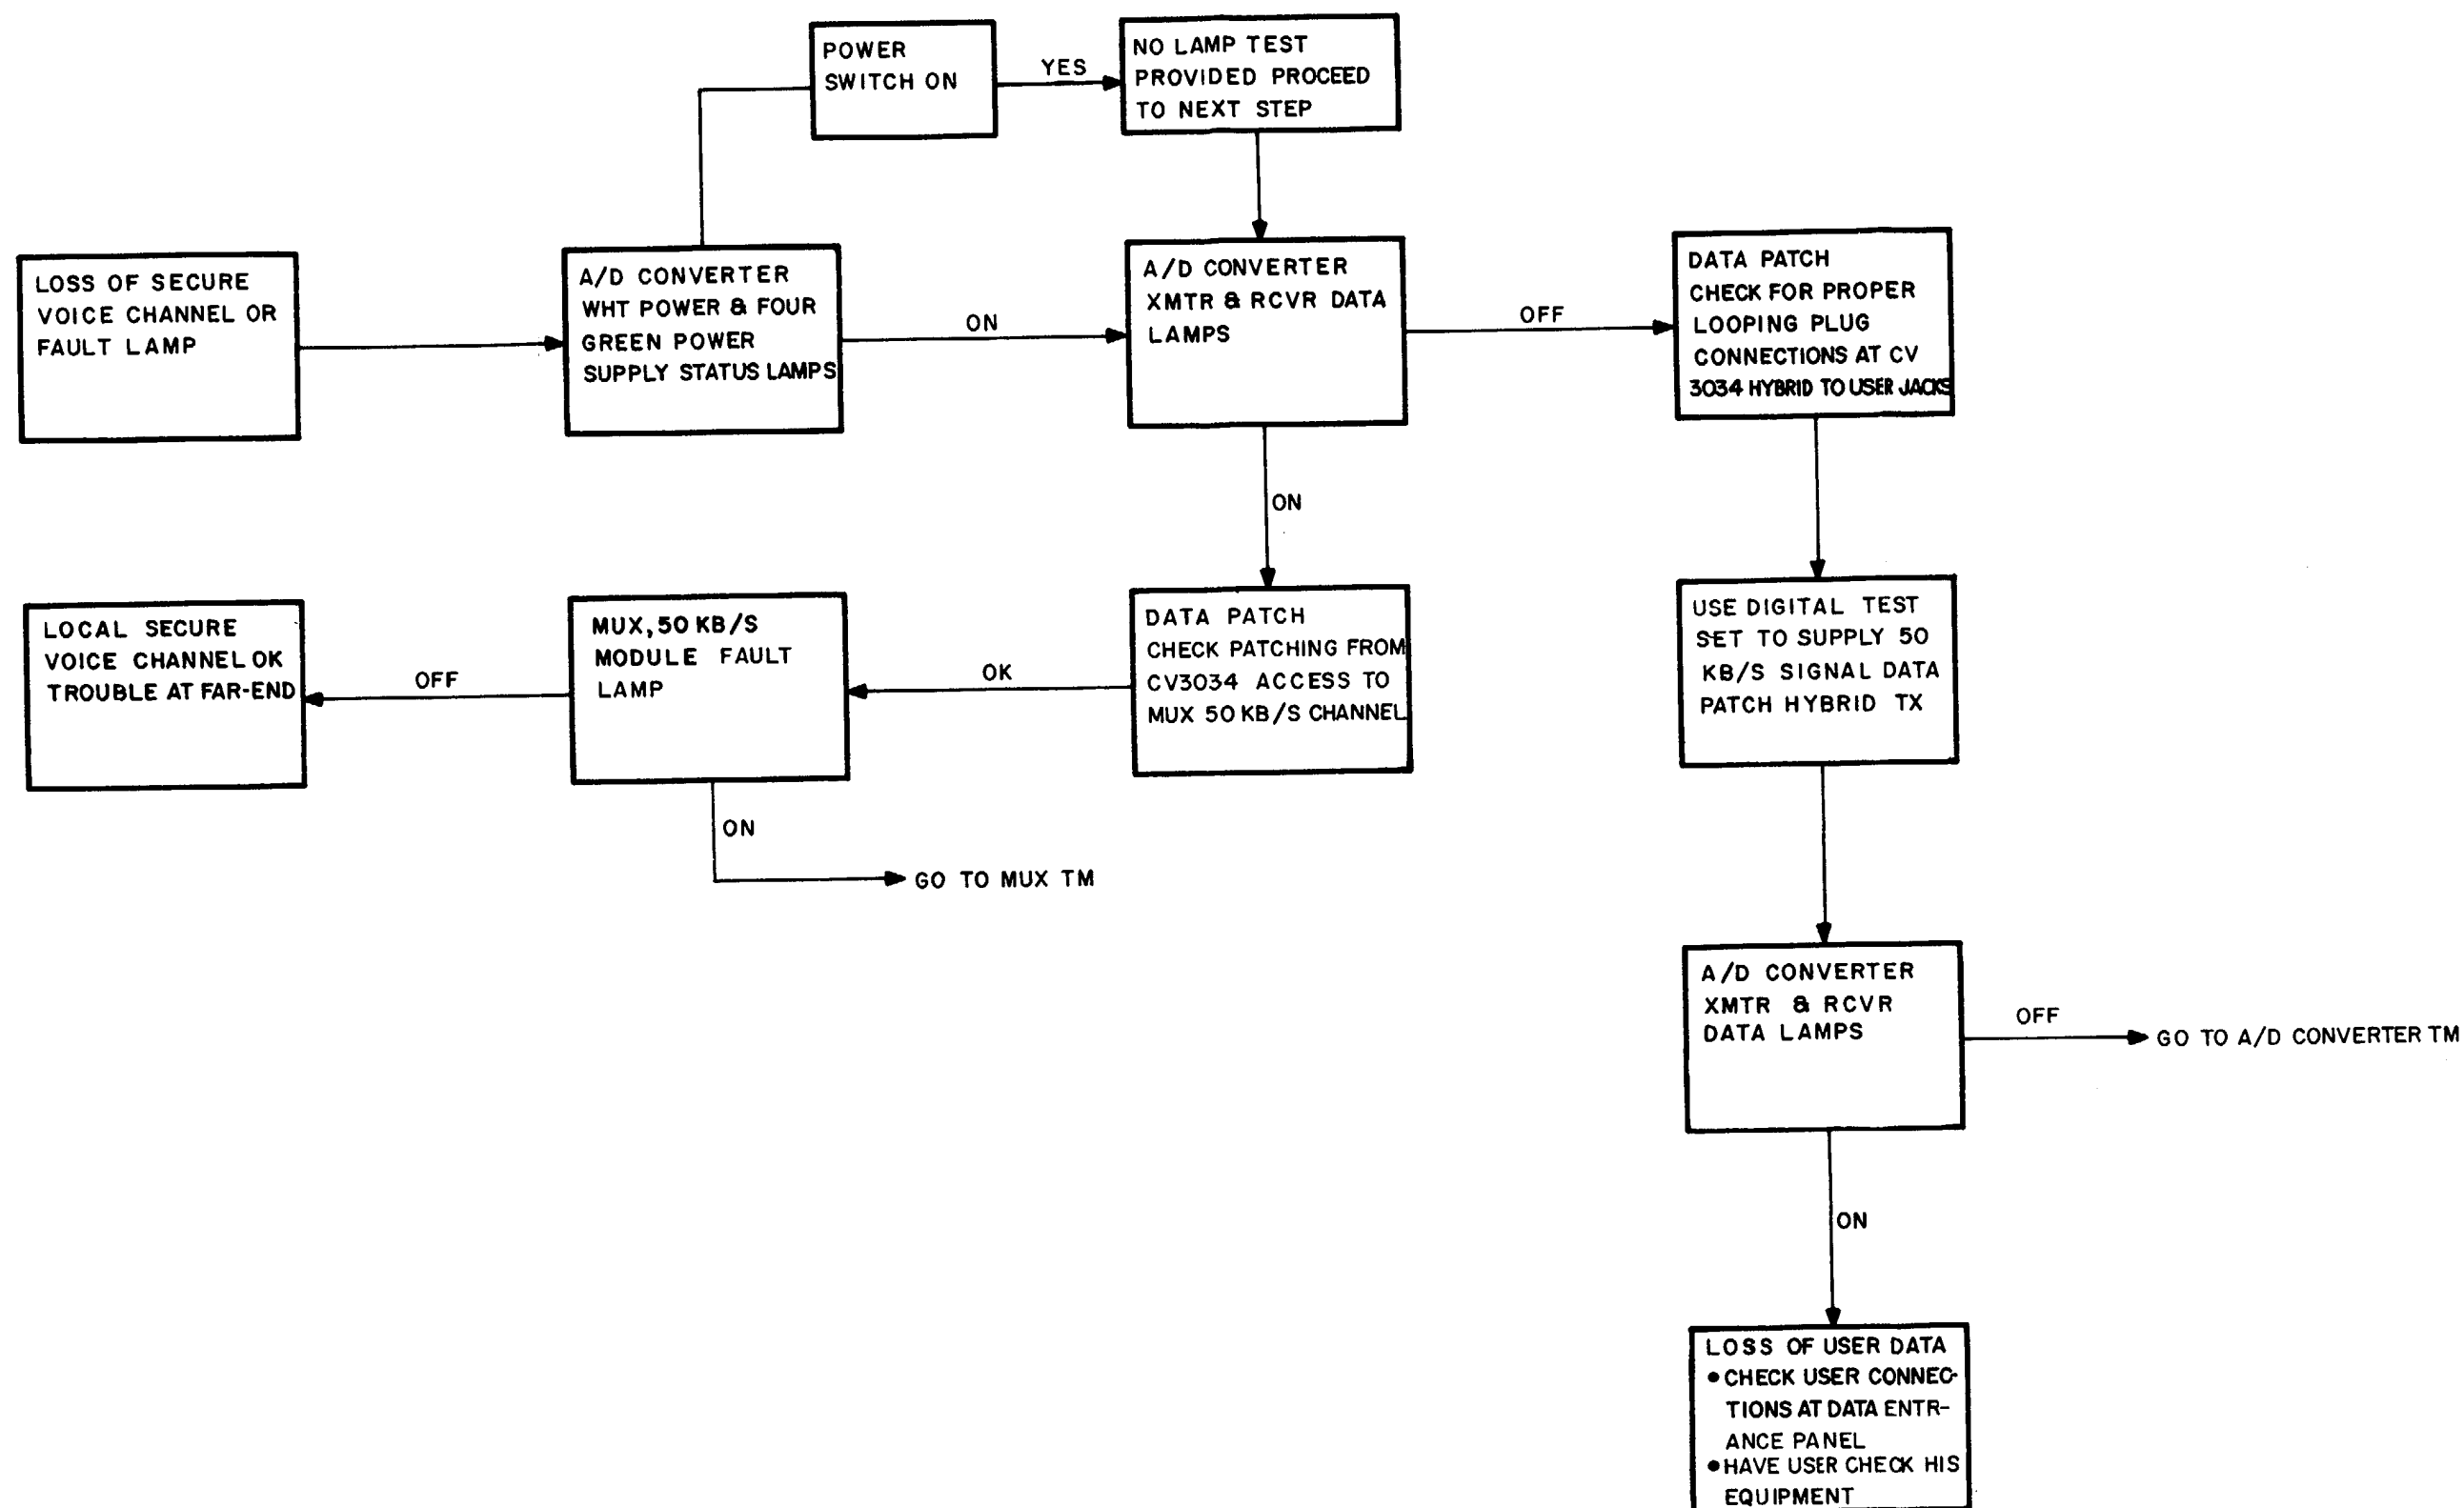 POWER
SWITCH ON
YES
NO LAMP TEST
PROVIDED PROCEED
TO NEXT STEP
LOSS OF SECURE
VOICE CHANNEL OR
FAULT LAMP
A/D CONVERTER
WHT POWER & FOUR
GREEN POWER
SUPPLY STATUS LAMPS
ON
A/D CONVERTER
XMTR & RCVR DATA
LAMPS
OFF
DATA PATCH
CHECK FOR PROPER
LOOPING PLUG
CONNECTIONS AT CV
3034 HYBRID TO USER JACKS
ON
LOCAL SECURE
VOICE CHANNEL OK
TROUBLE AT FAR-END
OFF
MUX, 50 KB/S
MODULE FAULT
LAMP
OK
DATA PATCH
CHECK PATCHING FROM
CV3034 ACCESS TO
MUX 50 KB/S CHANNEL
USE DIGITAL TEST
SET TO SUPPLY 50
KB/S SIGNAL DATA
PATCH HYBRID TX
ON
GO TO MUX TM
A/D CONVERTER
XMTR & RCVR
DATA LAMPS
OFF
GO TO A/D CONVERTER TM
ON
LOSS OF USER DATA
• CHECK USER CONNEC-
TIONS AT DATA ENTR-
ANCE PANEL
• HAVE USER CHECK HIS
EQUIPMENT